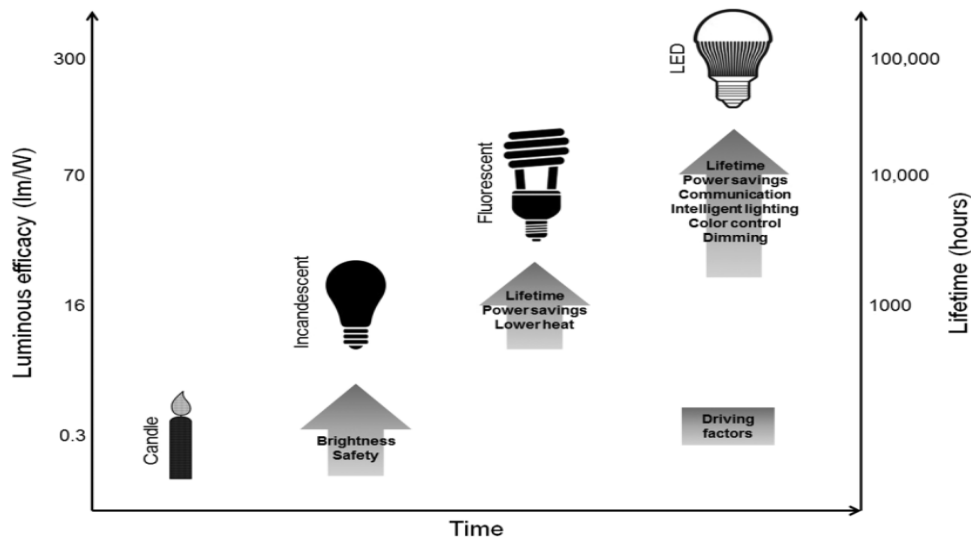 Luminous efficacy (lm/W)
300
70
16
0.3
Candle
Incandescent
Fluorescent
LED
Brightness
Safety
Lifetime
Power savings
Lower heat
Lifetime
Power savings
Communication
Intelligent lighting
Color control
Dimming
Driving
factors
100,000
10,000
1000
Lifetime (hours)
Time